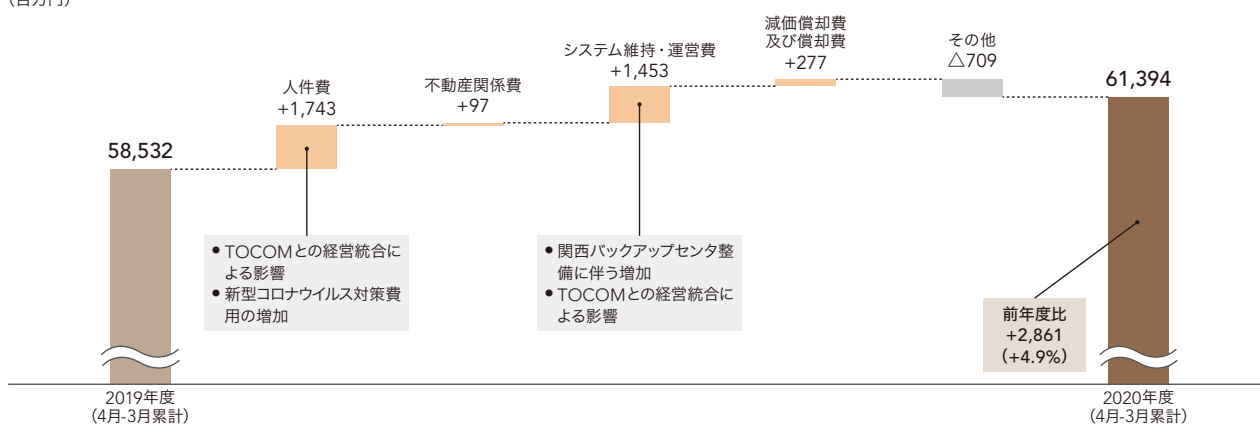 (百万円)
58,532
人件費
+1,743
不動産関係費
+97
システム維持・運営費
+1,453
減価償却費
及び償却費
+277
その他
△709
61,394
● TOCOMとの経営統合に
よる影響
● 新型コロナウイルス対策費
用の増加
● 関西バックアップセンタ整
備に伴う増加
● TOCOMとの経営統合に
よる影響
前年度比
+2,861
(+4.9%)
2019年度
(4月-3月累計)
2020年度
(4月-3月累計)